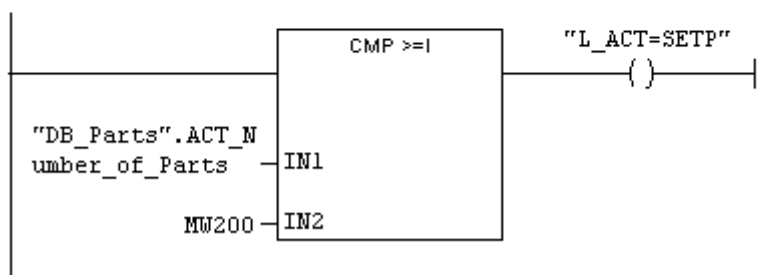 CMP >=I
"L_ACT=SETP"
( )
"DB_Parts".ACT_N
umber_of_Parts
IN1
MW200
IN2